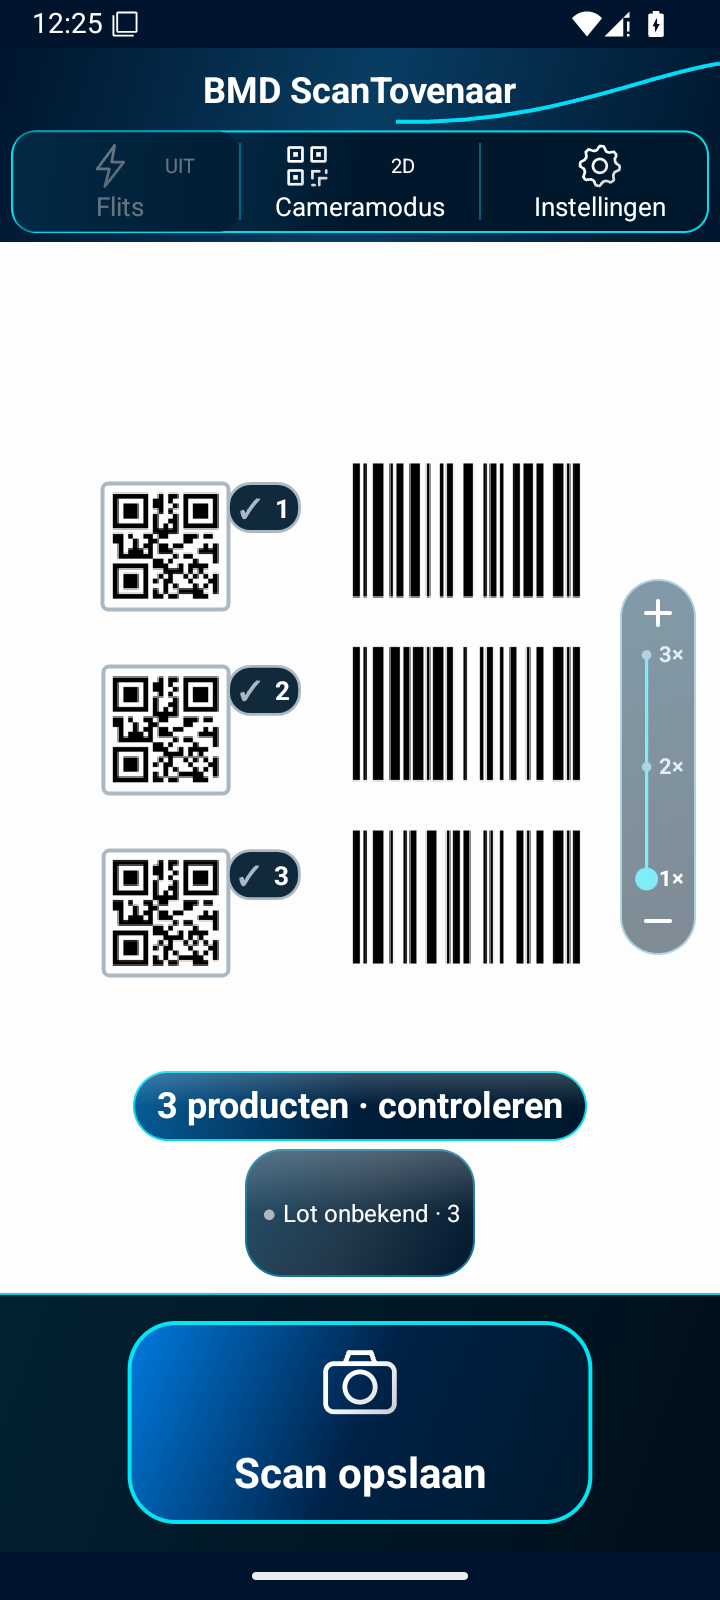 12:25
BMD ScanTovenaar
UIT
Flits
2D
Cameramodus
Instellingen
✓ 1
✓ 2
✓ 3
+
3×
2×
1×
−
3 producten · controleren
Lot onbekend · 3
Scan opslaan